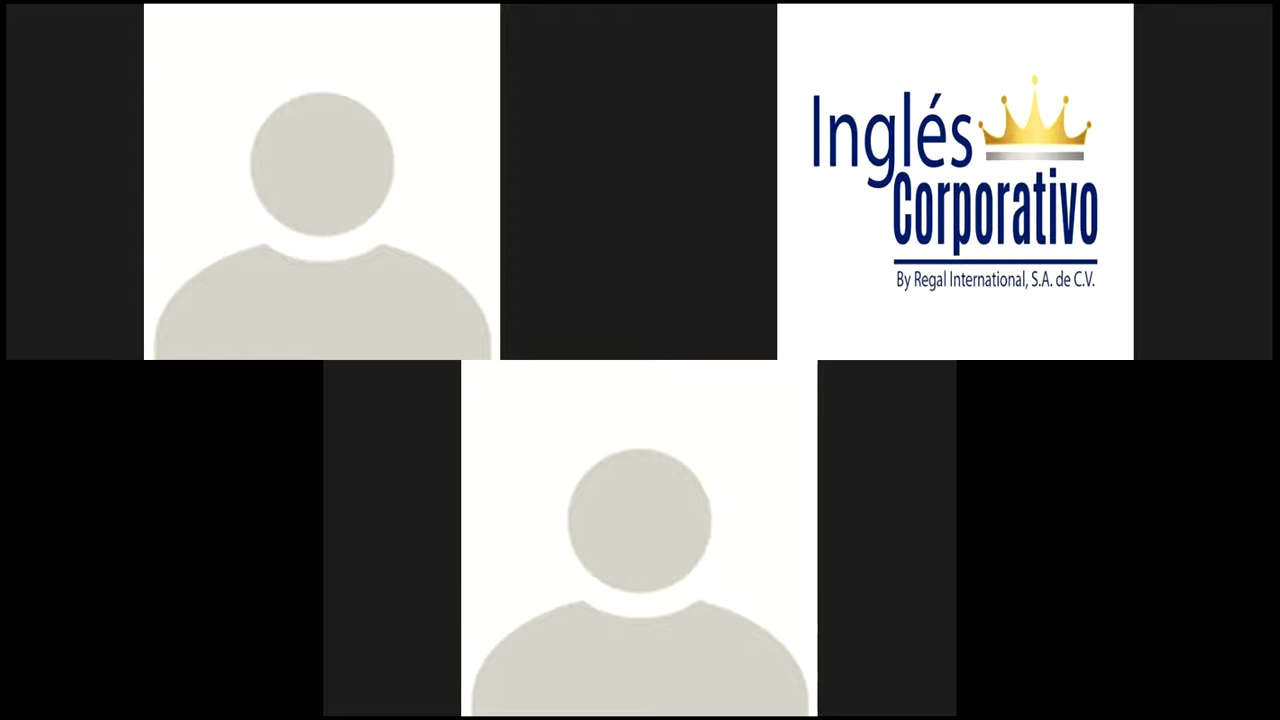 Inglés
Corporativo
By Regal International, S.A. de C.V.